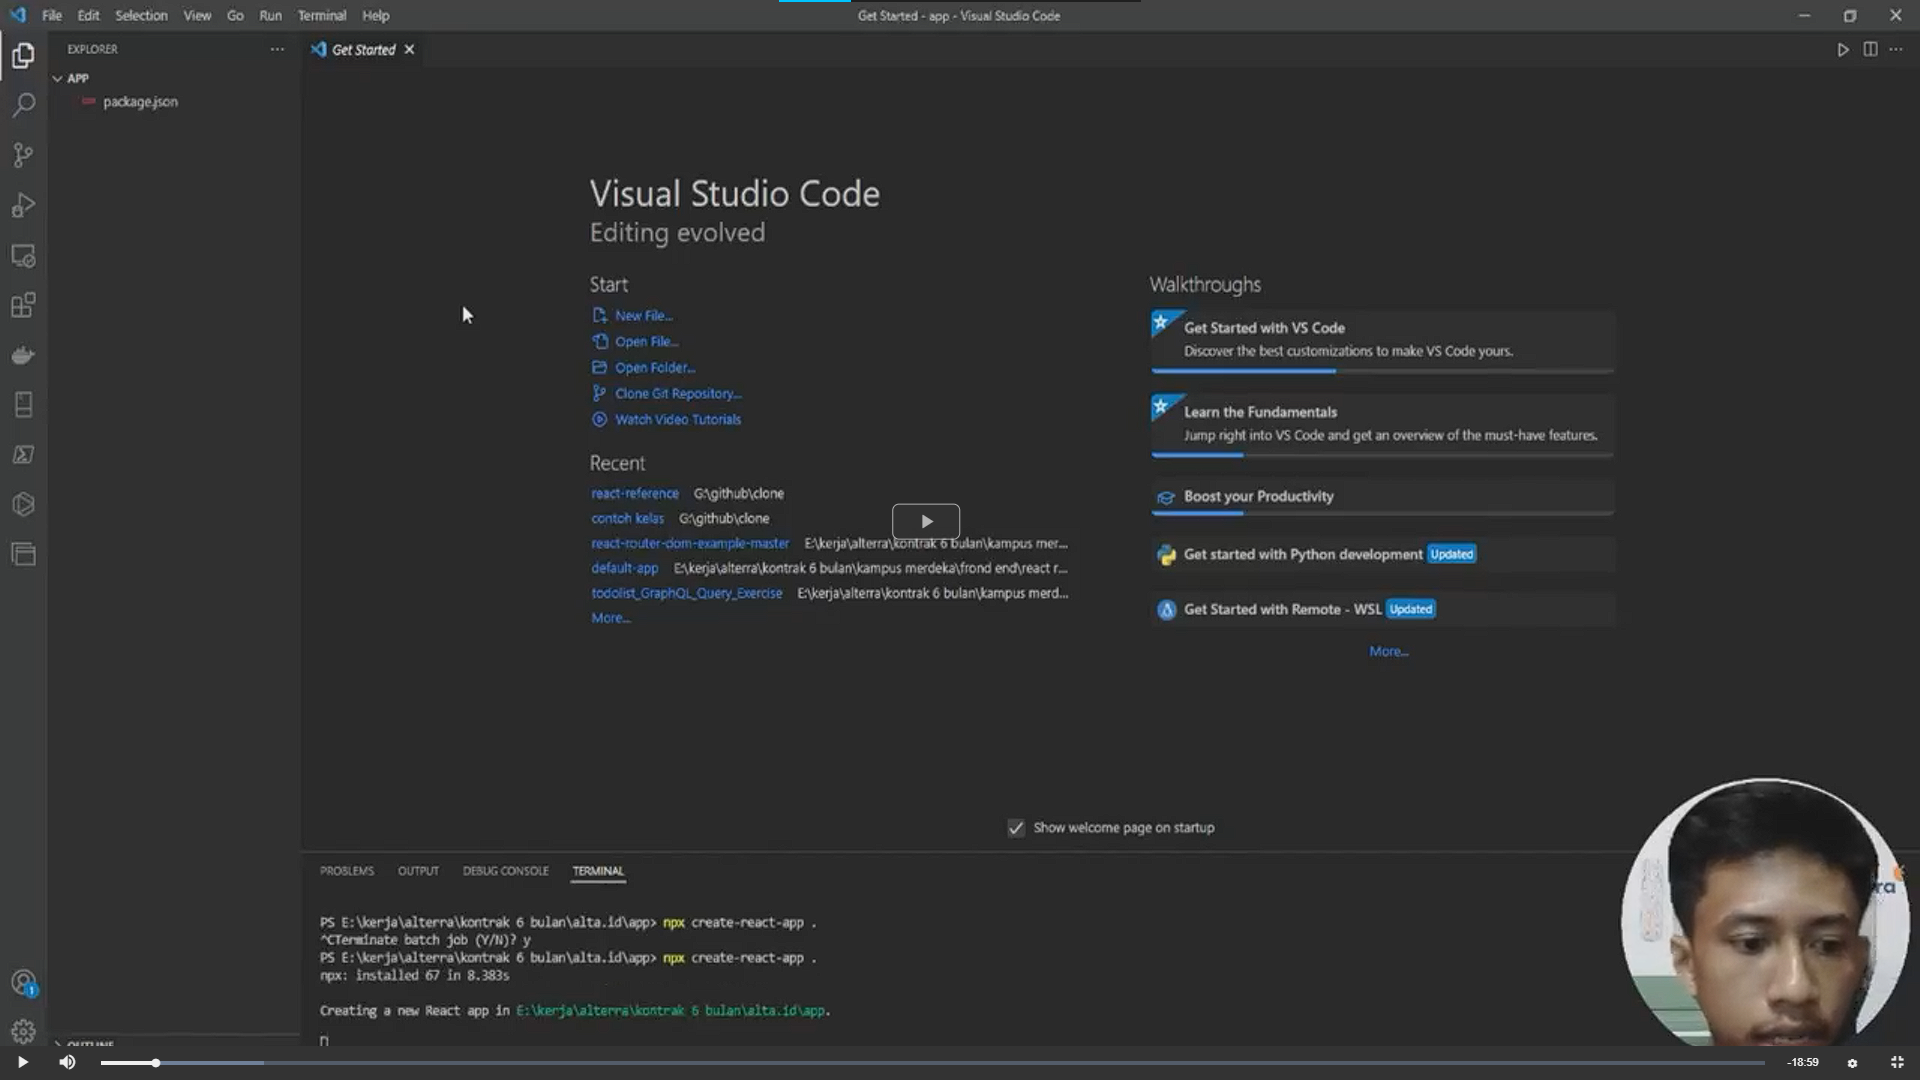 File Edit Selection View Go Run Terminal Help
Get Started - app - Visual Studio Code
EXPLORER
Get Started
APP
package.json
Visual Studio Code
Editing evolved
Start
New File...
Open File...
Open Folder...
Clone Git Repository...
Watch Video Tutorials
Recent
react-reference G:\github\clone
contoh kelas G:\github\clone
react-router-dom-example-master E:\kerja\alterra\kontrak 6 bulan\kampus mer...
default-app E:\kerja\alterra\kontrak 6 bulan\kampus merdeka\frond end\react r...
todolist_GraphQL_Query_Exercise E:\kerja\alterra\kontrak 6 bulan\kampus merd...
More...
Walkthroughs
Get Started with VS Code
Discover the best customizations to make VS Code yours.
Learn the Fundamentals
Jump right into VS Code and get an overview of the must-have features.
Boost your Productivity
Get started with Python development Updated
Get Started with Remote - WSL Updated
More...
Show welcome page on startup
PROBLEMS OUTPUT DEBUG CONSOLE TERMINAL
PS E:\kerja\alterra\kontrak 6 bulan\alta.id\app> npx create-react-app .
^CTerminate batch job (Y/N)? y
PS E:\kerja\alterra\kontrak 6 bulan\alta.id\app> npx create-react-app .
npx: installed 67 in 8.383s
Creating a new React app in E:\kerja\alterra\kontrak 6 bulan\alta.id\app.
OUTLINE
1
ra
-18:59